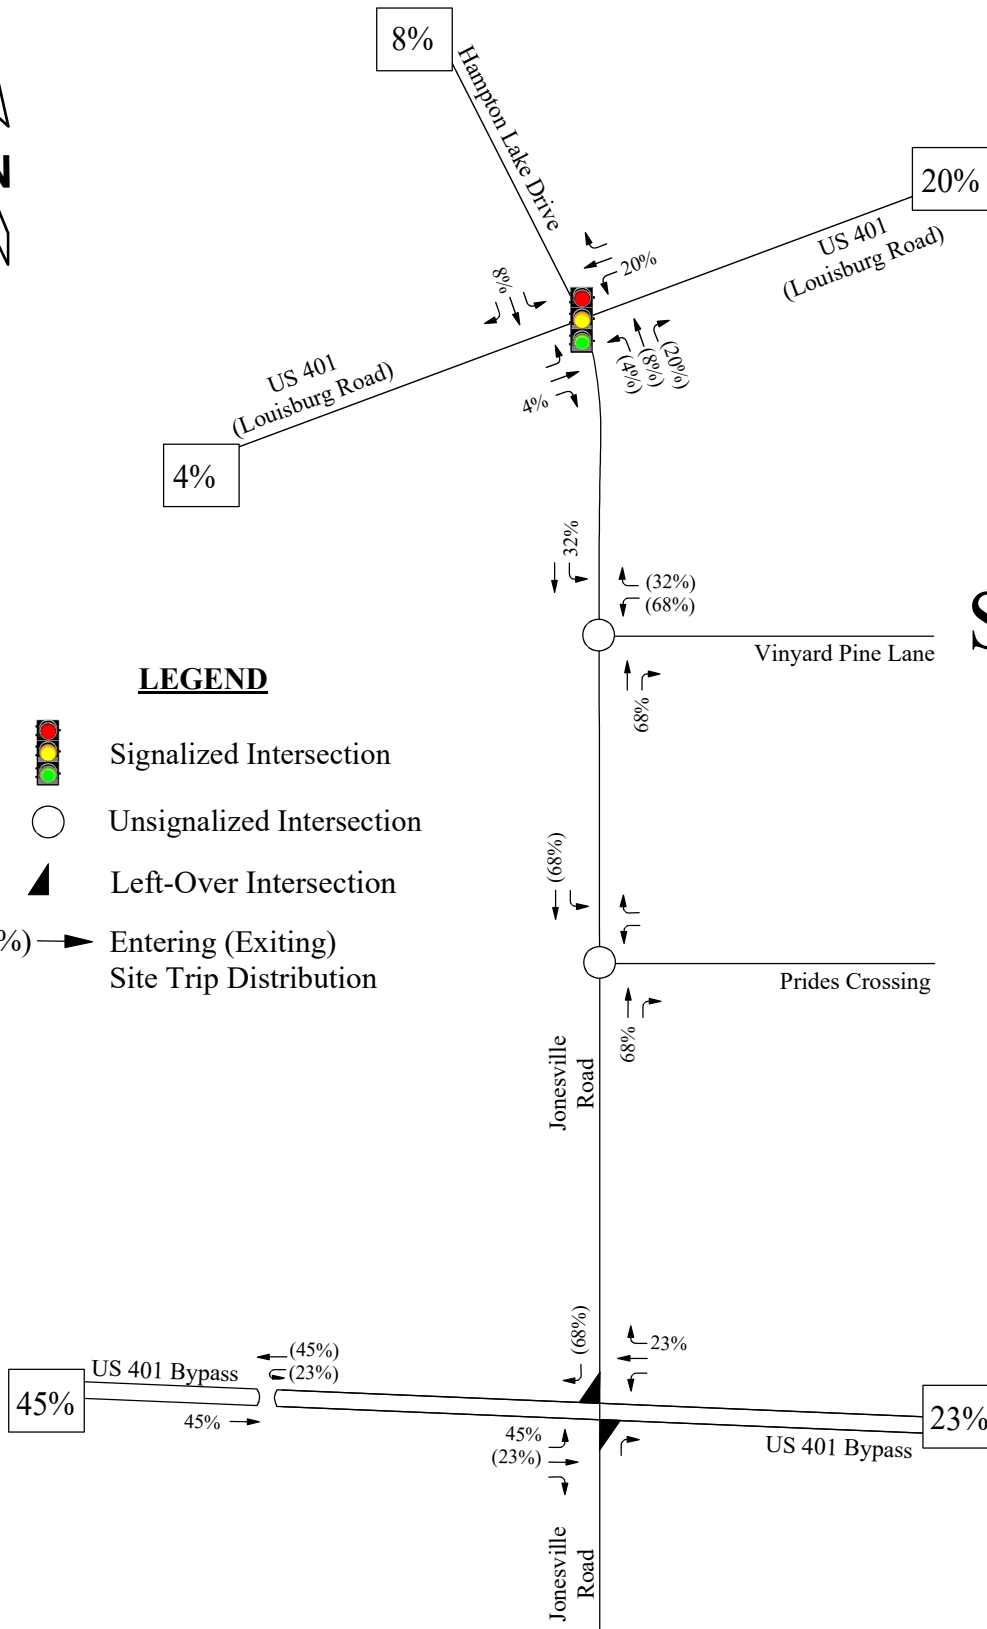 8%
Hampton Lake Drive
N
20%
US 401
(Louisburg Road)
20%
8%
(4%)
(8%)
(20%)
4%
US 401
(Louisburg Road)
4%
32%
(32%)
(68%)
Vinyard Pine Lane
68%
S
LEGEND
Signalized Intersection
Unsignalized Intersection
Left-Over Intersection
%)
Entering (Exiting)
Site Trip Distribution
(68%)
Prides Crossing
68%
Jonesville
Road
(68%)
23%
(45%)
(23%)
US 401 Bypass
45%
45%
45%
(23%)
23%
US 401 Bypass
Jonesville
Road